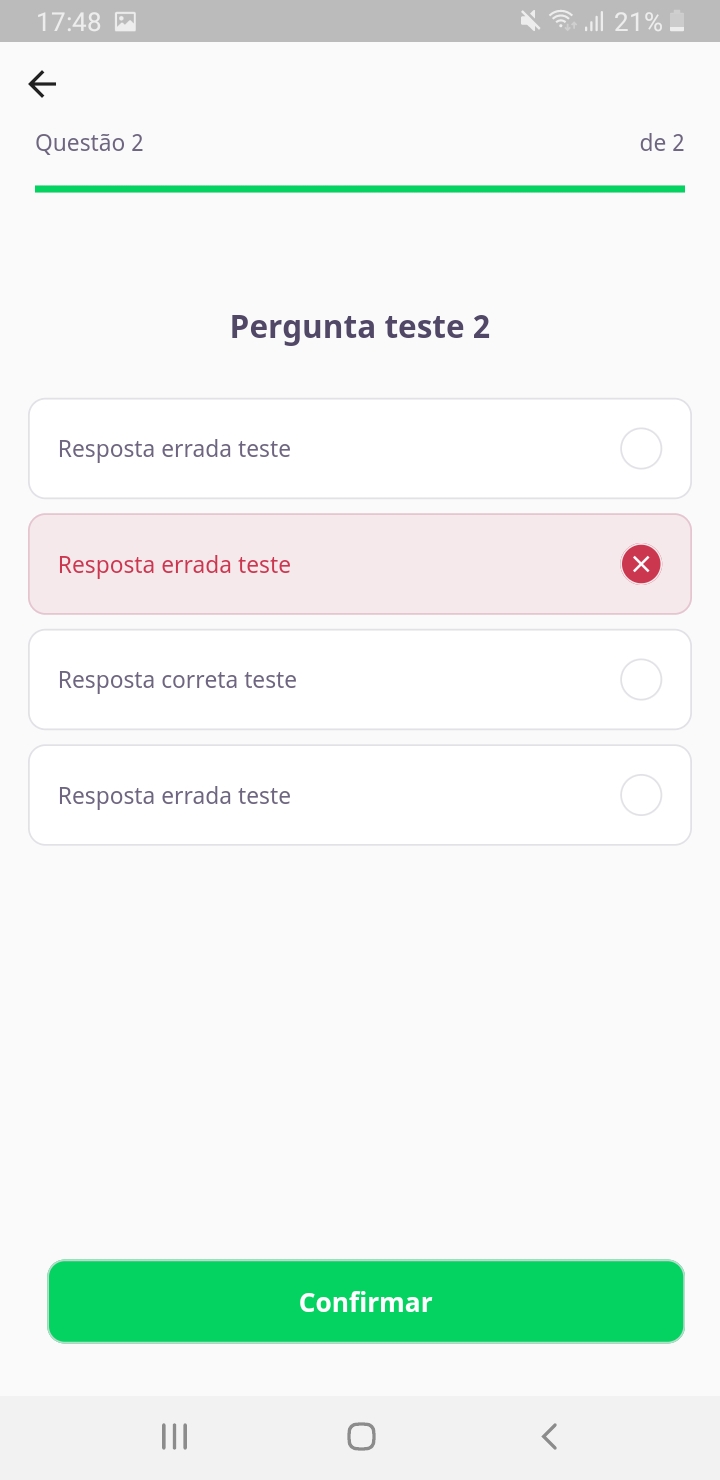 17:48 21%
Questão 2 de 2
Pergunta teste 2
Resposta errada teste
Resposta errada teste
Resposta correta teste
Resposta errada teste
Confirmar